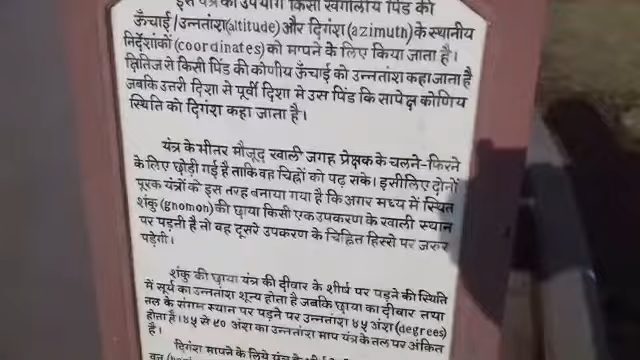 इस यंत्र का उपयोग किसी खगोलीय पिंड की
ऊँचाई /उन्नतांश(altitude) और दिगंश (azimuth) के स्थानीय
निर्देशांकों (coordinates) को मापने के लिए किया जाता है।
क्षितिज से किसी पिंड की कोणीय ऊँचाई को उन्नतांश कहा जाता है
जबकि उत्तरी दिशा से पूर्वी दिशा मे उस पिंड कि सापेक्ष कोणिय
स्थिति को दिगंश कहा जाता है।
यंत्र के भीतर मौजूद खाली जगह प्रेक्षक के चलने-फिरने
के लिए छोड़ी गई है ताकि वह चिह्नों को पढ़ सके। इसीलिए दोनों
पूरक यंत्रों के इस तरह बनाया गया है कि अगर मध्य में स्थित
शंकु (gnomon) की छाया किसी एक उपकरण के खाली स्थान
पर पड़ती है तो वह दूसरे उपकरण के चिह्नित हिस्से पर जरुर
पड़ेगी।
शंकु की छाया यंत्र की दीवार के शीर्ष पर पड़ने की स्थिति
में सूर्य का उन्नतांश शून्य होता है जबकि छाया का दीवार तथा
तल के संगम स्थान पर पड़ने पर उन्नतांश ४५ अंश (degrees)
होता है। ४५ से ९० अंश का उन्नतांश माप यंत्र के तल पर अंकित
है।
दिगंश मापने के लिये यंत्र के